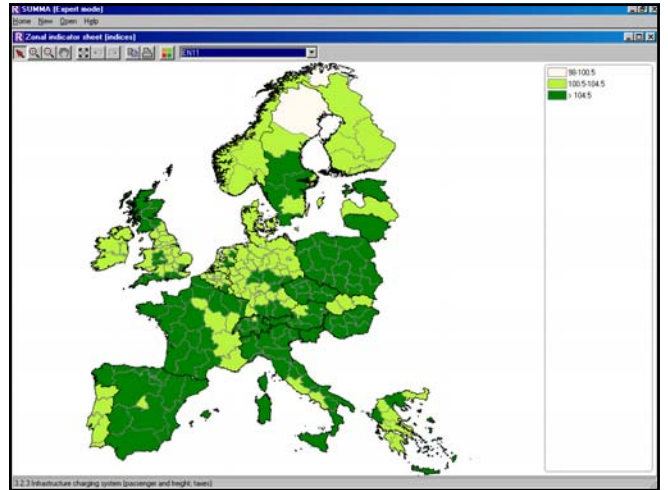 SUMMA (Expert mode)
Home New Open Help
Zonal indicator sheet (indices)
EN11
98-100.5
100.5-104.5
> 104.5
3.2.3 Infrastructure charging system (passenger and freight; taxes)